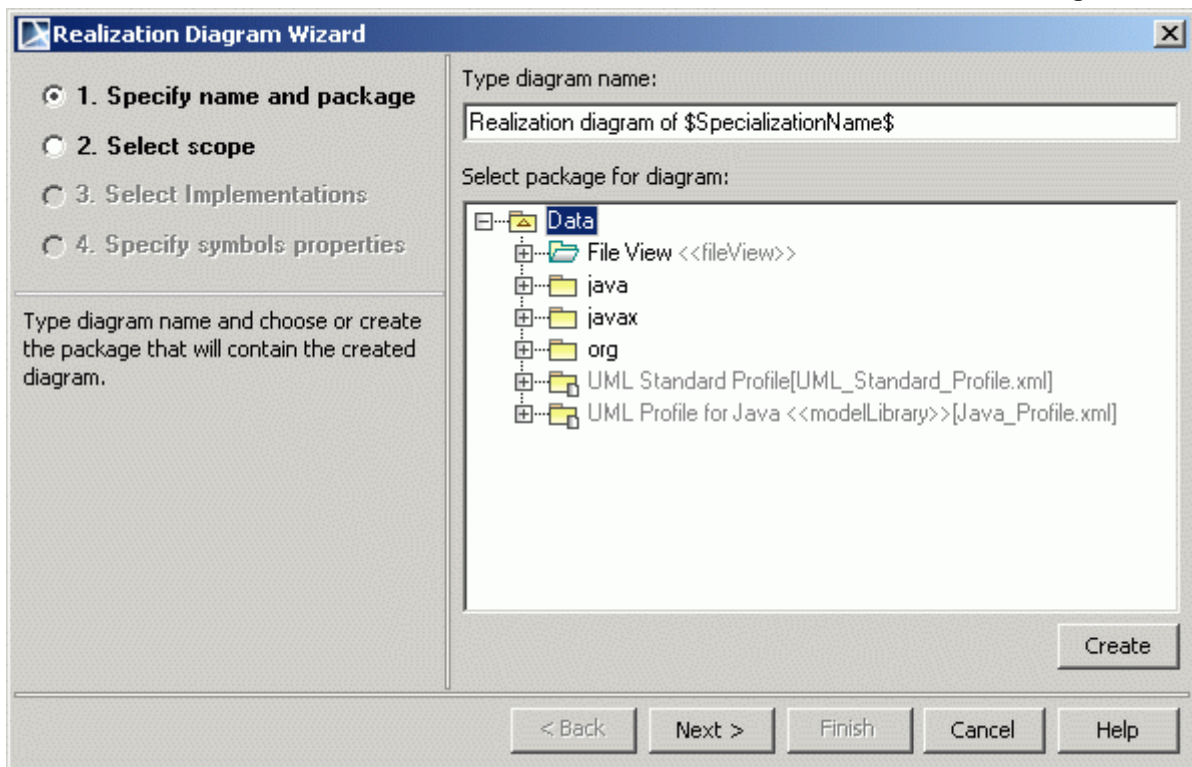 Realization Diagram Wizard
1. Specify name and package
2. Select scope
3. Select Implementations
4. Specify symbols properties
Type diagram name and choose or create
the package that will contain the created
diagram.
Type diagram name:
Realization diagram of $SpecializationName$
Select package for diagram:
Data
File View <<fileView>>
java
javax
org
UML Standard Profile[UML_Standard_Profile.xml]
UML Profile for Java <<modelLibrary>>[Java_Profile.xml]
Create
< Back Next > Finish Cancel Help